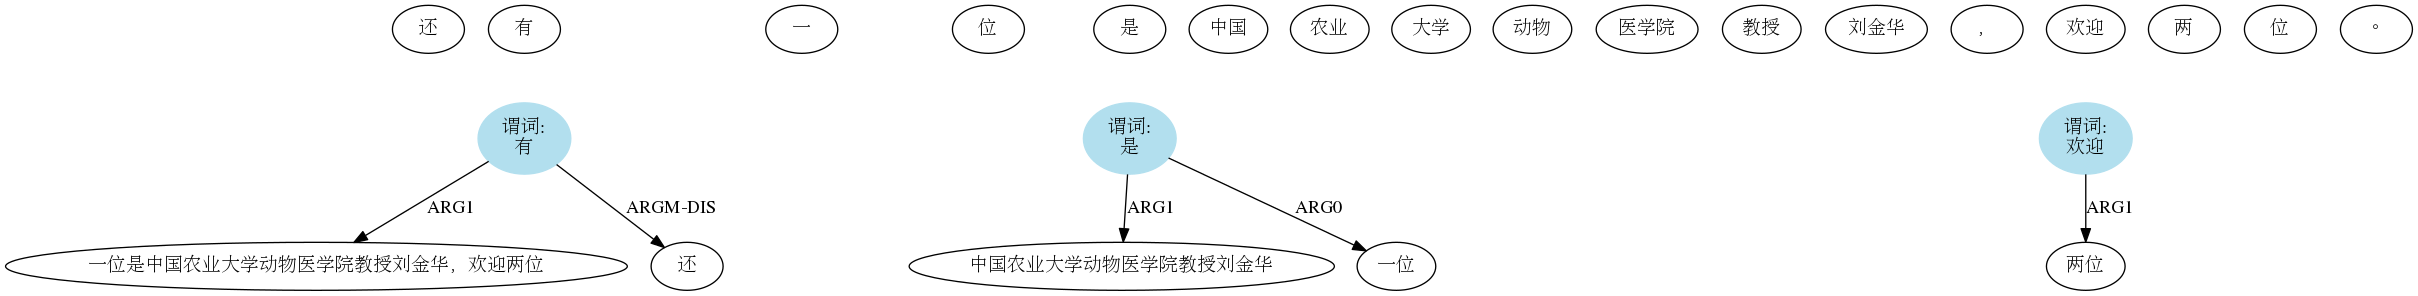 还 有 一 位 是 中国 农业 大学 动物 医学院 教授 刘金华 ， 欢迎 两 位 。
谓词: 谓词: 谓词:
有 是 欢迎
ARG1 ARGM-DIS ARG1 ARG0 ARG1
一位是中国农业大学动物医学院教授刘金华，欢迎两位 还 中国农业大学动物医学院教授刘金华 一位 两位